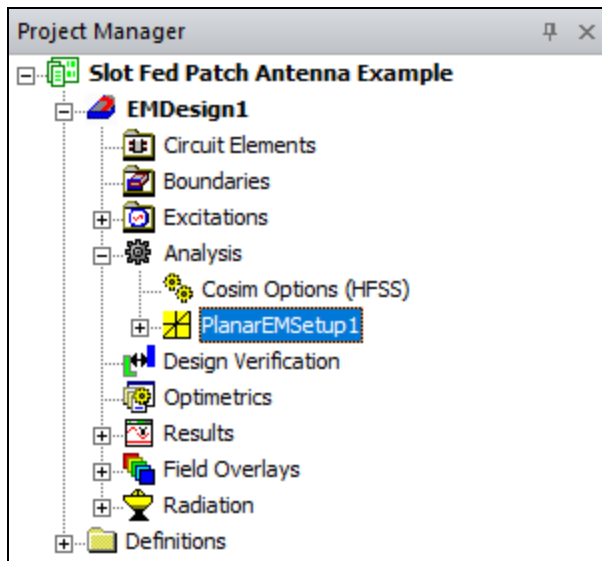 Project Manager
Slot Fed Patch Antenna Example
EMDesign1
Circuit Elements
Boundaries
Excitations
Analysis
Cosim Options (HFSS)
PlanarEMSetup1
Design Verification
Optimetrics
Results
Field Overlays
Radiation
Definitions